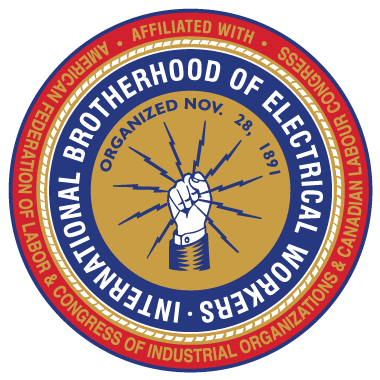 · AFFILIATED WITH ·
AMERICAN FEDERATION OF LABOR & CONGRESS OF INDUSTRIAL ORGANIZATIONS & CANADIAN LABOUR CONGRESS
INTERNATIONAL BROTHERHOOD OF ELECTRICAL WORKERS ·
ORGANIZED NOV. 28, 1891